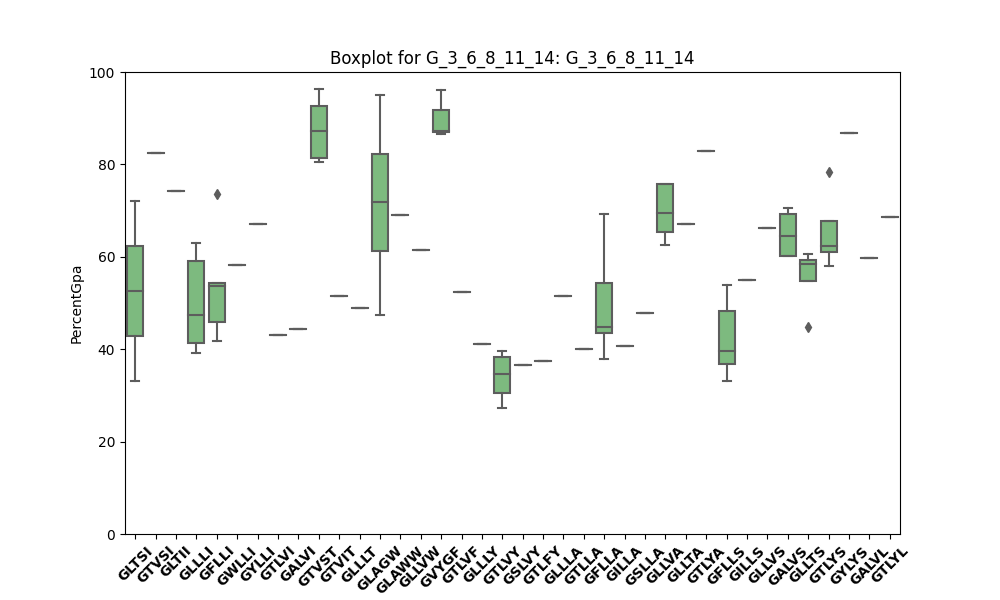 Boxplot for G_3_6_8_11_14: G_3_6_8_11_14
PercentGpa
100
80
60
40
20
0
GLTSI
GTVSI
GLTII
GLLLI
GFLLI
GWLLI
GYLLI
GTLVI
GALVI
GTVST
GTVIT
GLLLT
GLAGW
GLAWW
GLLVW
GVYGF
GTLVF
GLLLY
GTLVY
GSLVY
GTLFY
GLLLA
GTLLA
GFLLA
GILLA
GSLLA
GLLVA
GLLTA
GTLYA
GFLLS
GILLS
GLLVS
GALVS
GLLTS
GTLYS
GYLYS
GALVL
GTLYL